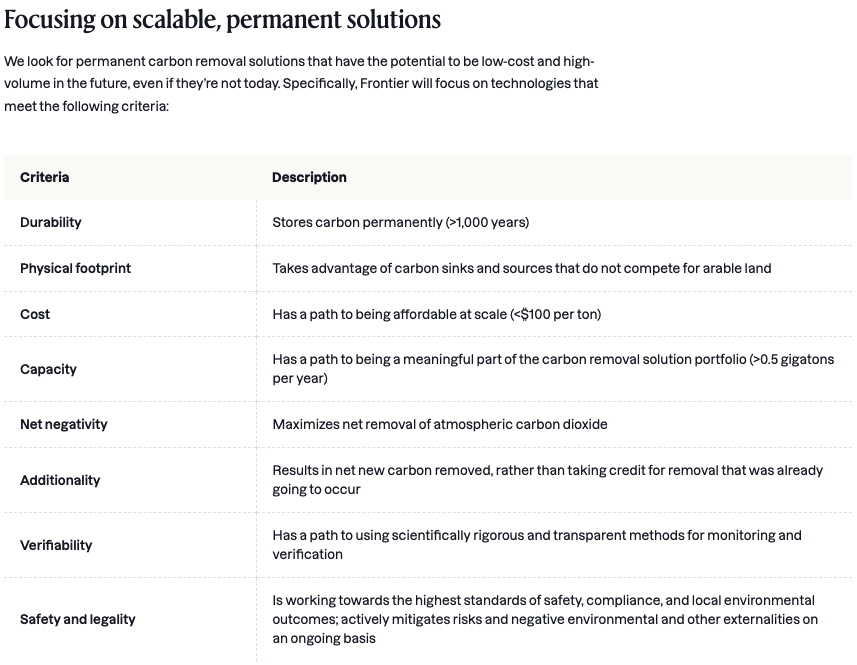 Focusing on scalable, permanent solutions
We look for permanent carbon removal solutions that have the potential to be low-cost and high-
volume in the future, even if they're not today. Specifically, Frontier will focus on technologies that
meet the following criteria:
Criteria Description
Durability Stores carbon permanently (>1,000 years)
Physical footprint Takes advantage of carbon sinks and sources that do not compete for arable land
Cost Has a path to being affordable at scale (<$100 per ton)
Capacity Has a path to being a meaningful part of the carbon removal solution portfolio (>0.5 gigatons
per year)
Net negativity Maximizes net removal of atmospheric carbon dioxide
Additionality Results in net new carbon removed, rather than taking credit for removal that was already
going to occur
Verifiability Has a path to using scientifically rigorous and transparent methods for monitoring and
verification
Safety and legality Is working towards the highest standards of safety, compliance, and local environmental
outcomes; actively mitigates risks and negative environmental and other externalities on
an ongoing basis